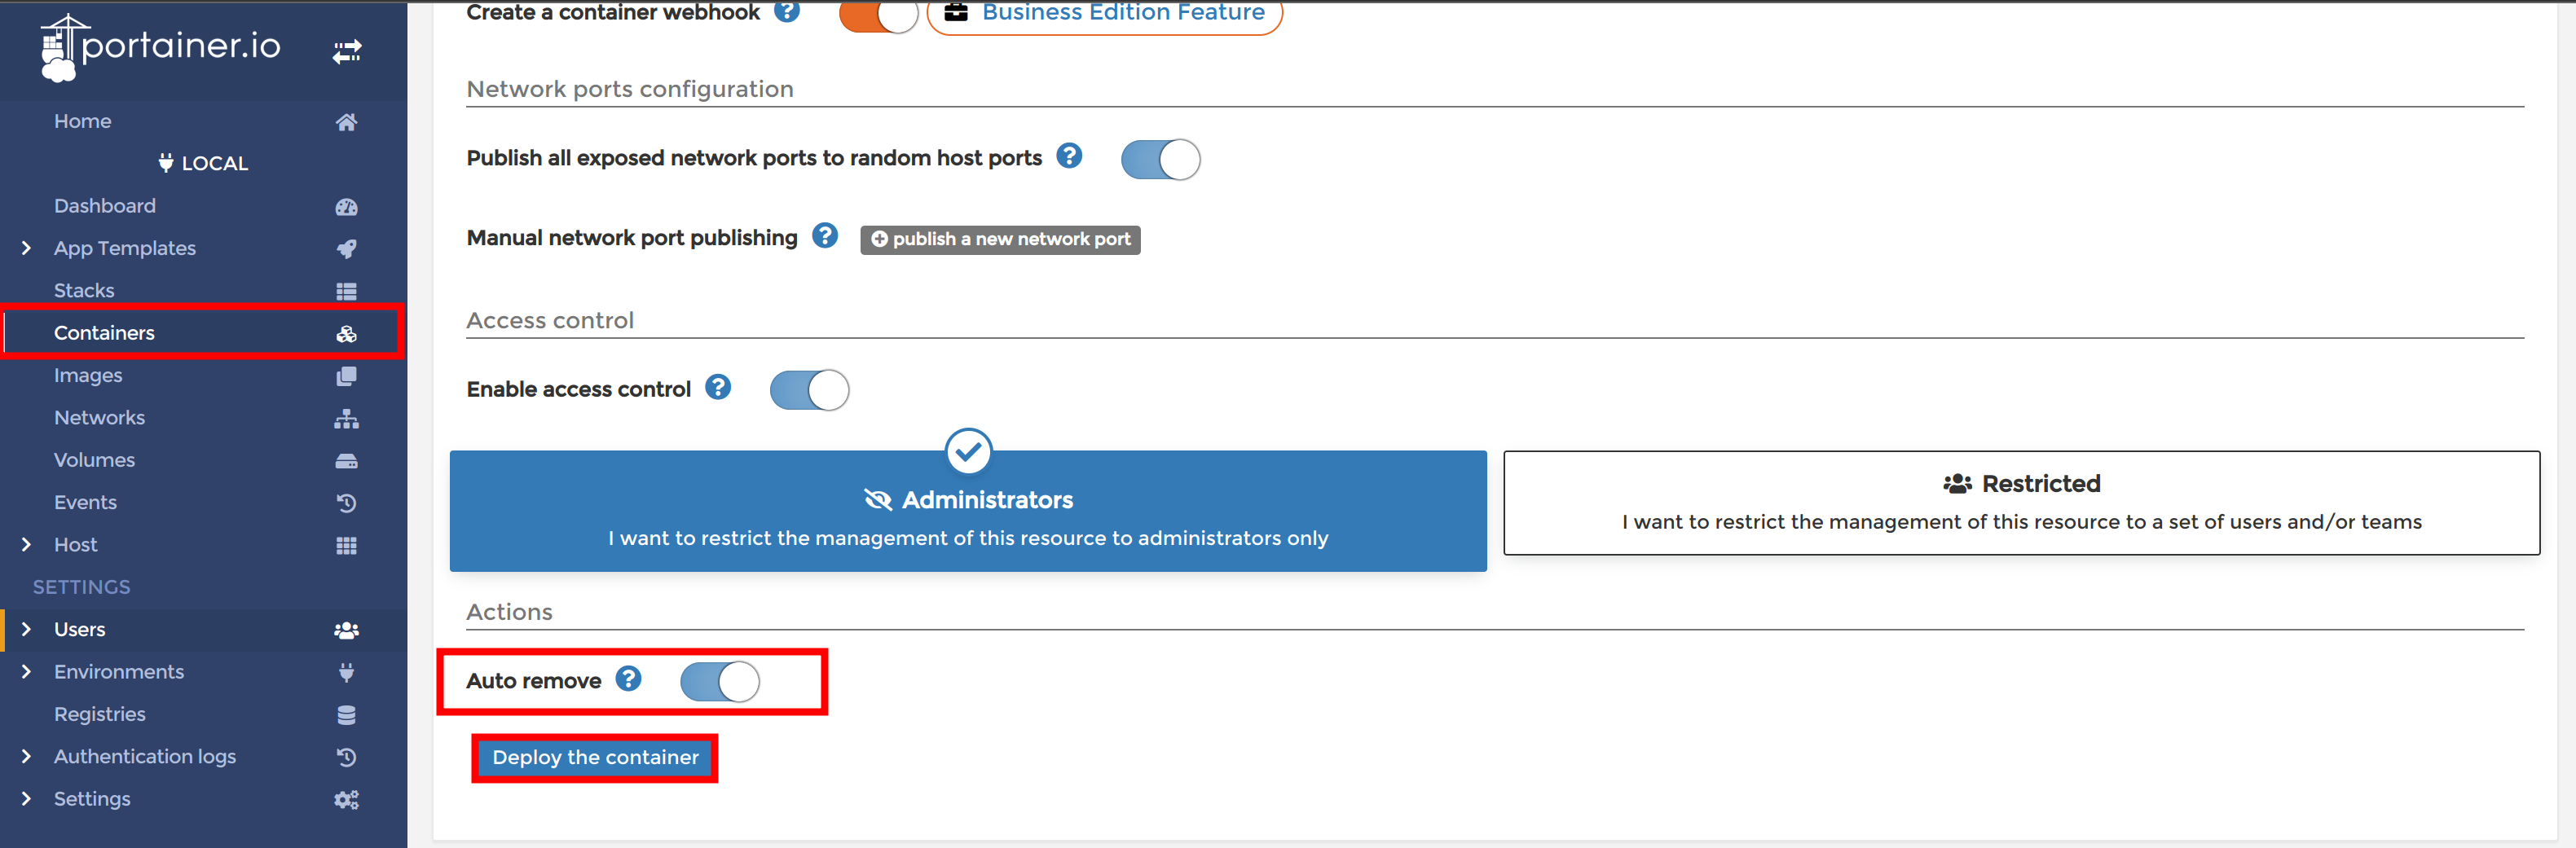 portainer.io
Home
LOCAL
Dashboard
App Templates
Stacks
Containers
Images
Networks
Volumes
Events
Host
SETTINGS
Users
Environments
Registries
Authentication logs
Settings
Create a container webhook ? Business Edition Feature
Network ports configuration
Publish all exposed network ports to random host ports ?
Manual network port publishing ? publish a new network port
Access control
Enable access control ?
Administrators
I want to restrict the management of this resource to administrators only
Restricted
I want to restrict the management of this resource to a set of users and/or teams
Actions
Auto remove ?
Deploy the container